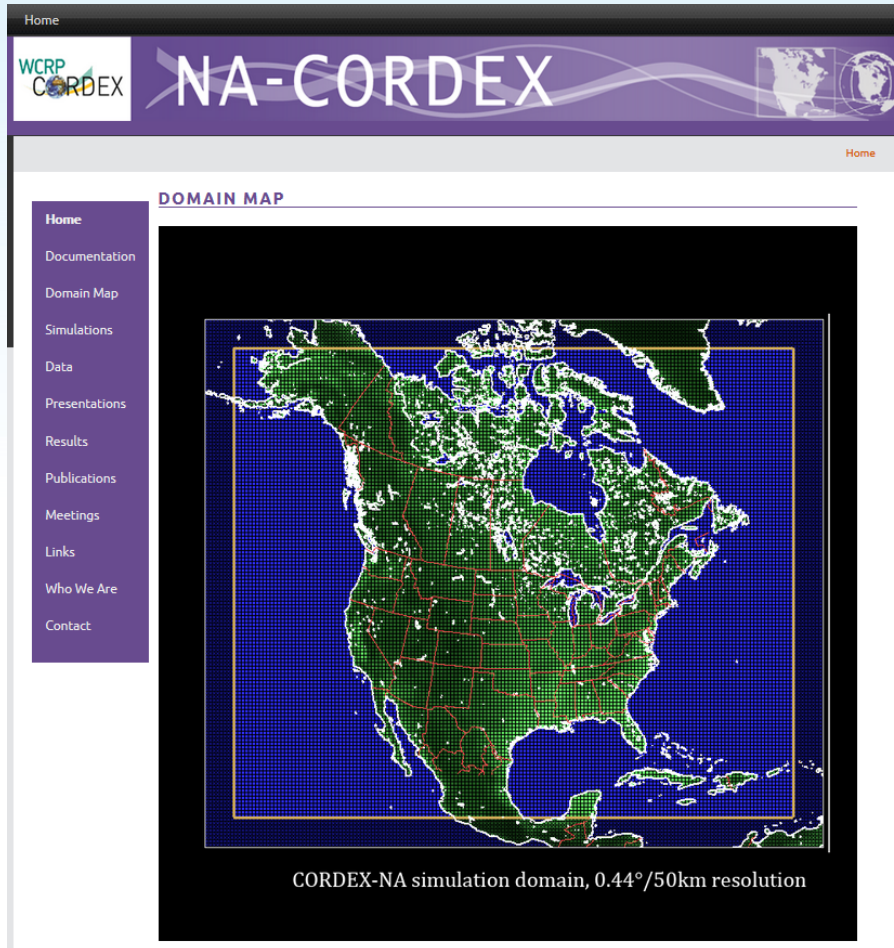 Home
WCRP
CORDEX
NA-CORDEX
Home
DOMAIN MAP
Home
Documentation
Domain Map
Simulations
Data
Presentations
Results
Publications
Meetings
Links
Who We Are
Contact
CORDEX-NA simulation domain, 0.44°/50km resolution